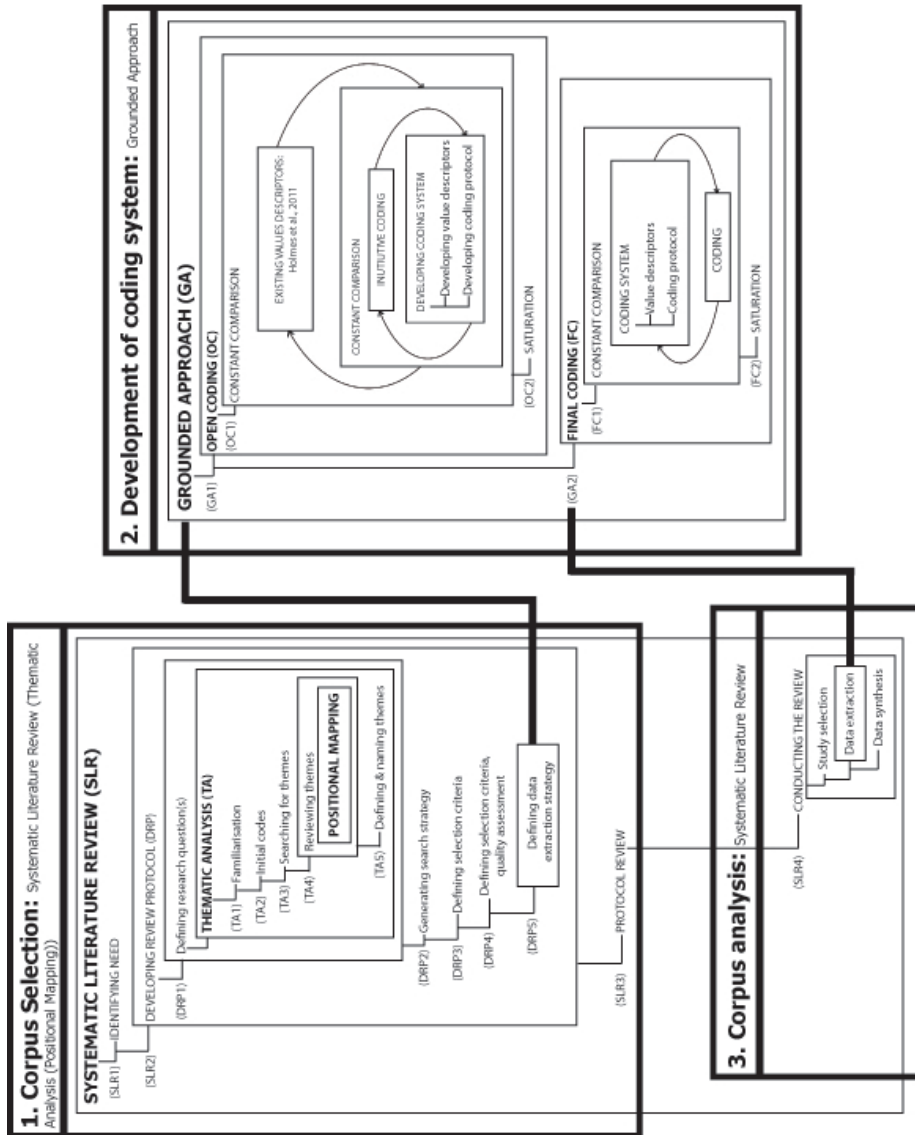 1. Corpus Selection: Systematic Literature Review (Thematic
Analysis (Positional Mapping))
SYSTEMATIC LITERATURE REVIEW (SLR)
(SLR1)
IDENTIFYING NEED
(SLR2)
DEVELOPING REVIEW PROTOCOL (DRP)
(DRP1)
Defining research question(s)
THEMATIC ANALYSIS (TA)
(TA1)
Familiarisation
(TA2)
Initial codes
(TA3)
Searching for themes
(TA4)
Reviewing themes
POSITIONAL MAPPING
(TA5)
Defining & naming themes
(DRP2)
Generating search strategy
(DRP3)
Defining selection criteria
(DRP4)
Defining selection criteria,
quality assessment
(DRP5)
Defining data
extraction strategy
(SLR3)
PROTOCOL REVIEW
2. Development of coding system: Grounded Approach
GROUNDED APPROACH (GA)
(GA1)
OPEN CODING (OC)
(OC1)
CONSTANT COMPARISON
EXISTING VALUES DESCRIPTORS:
Holmes et al., 2011
CONSTANT COMPARISON
INUTIUTIVE CODING
DEVELOPING CODING SYSTEM
Developing value descriptors
Developing coding protocol
(OC2)
SATURATION
(GA2)
FINAL CODING (FC)
(FC1)
CONSTANT COMPARISON
CODING SYSTEM
Value descriptors
Coding protocol
CODING
(FC2)
SATURATION
3. Corpus analysis: Systematic Literature Review
(SLR4)
CONDUCTING THE REVIEW
Study selection
Data extraction
Data synthesis